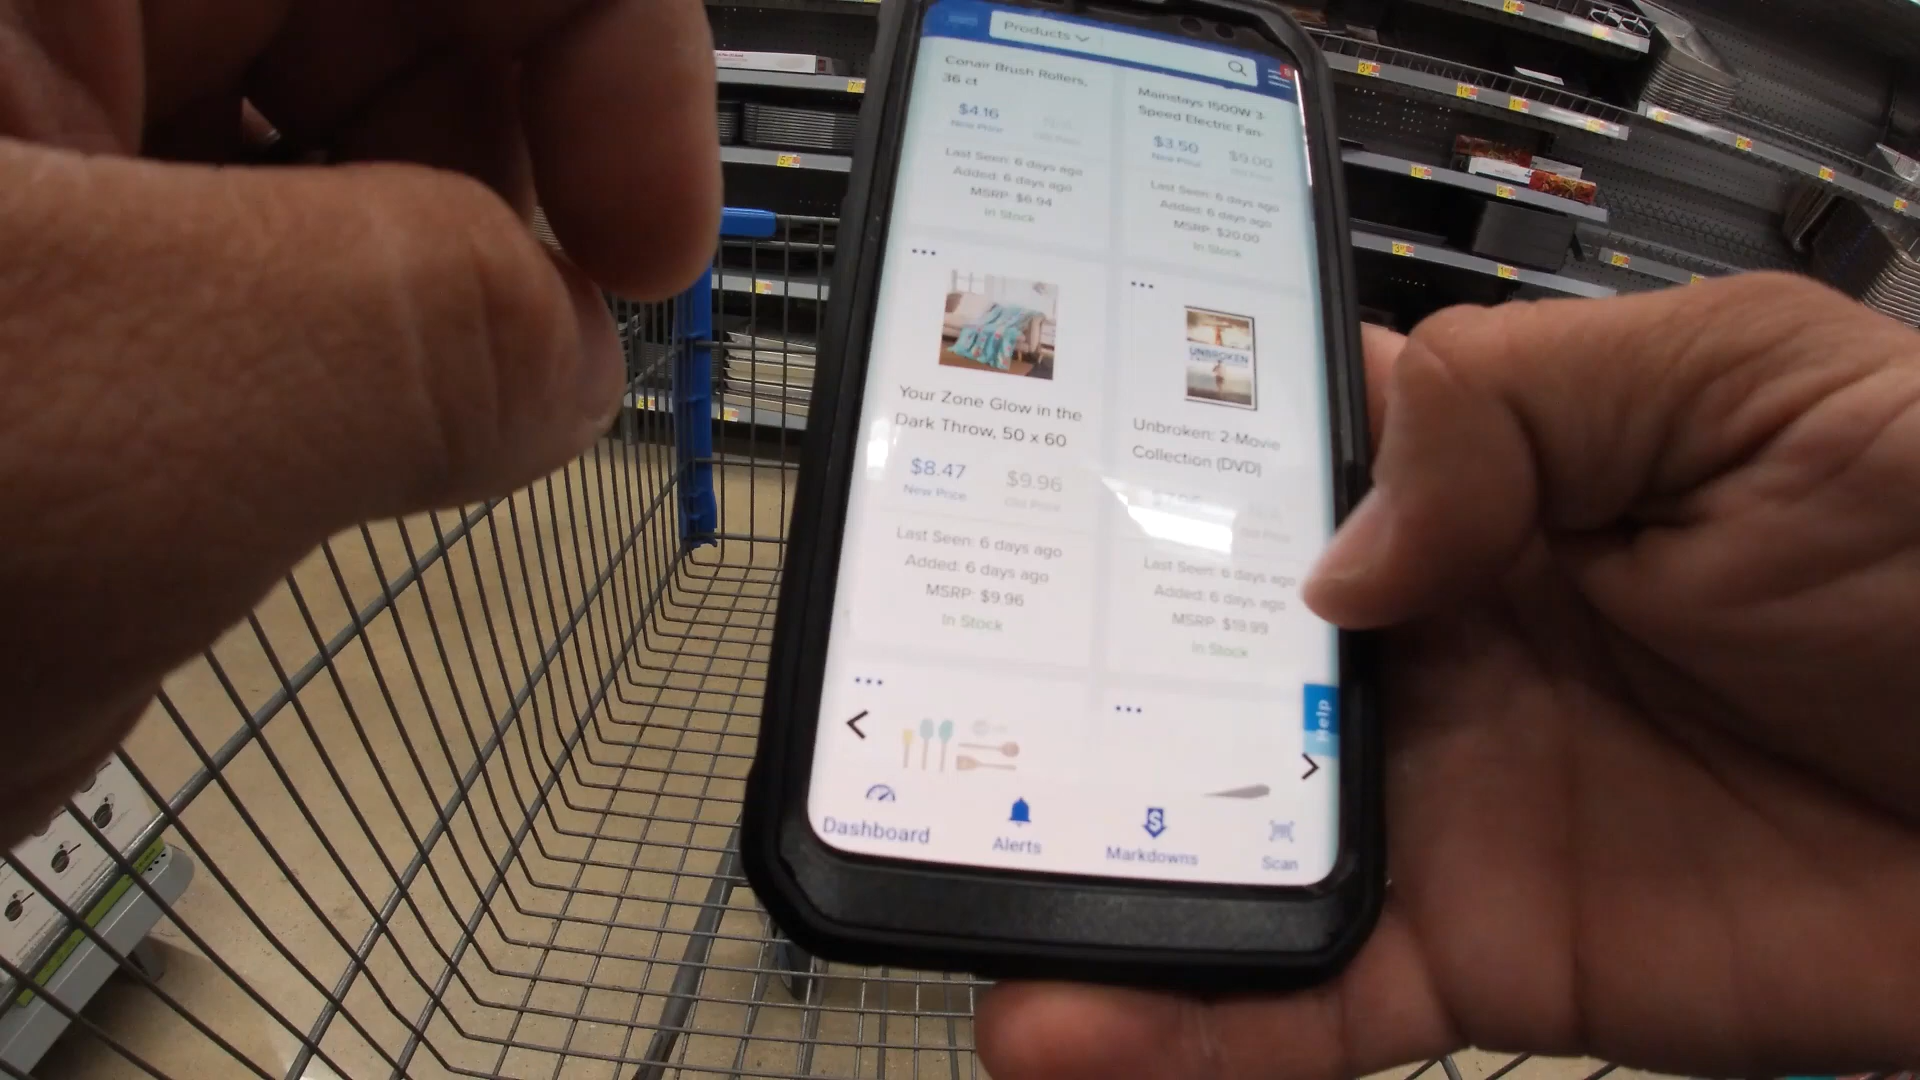 Products
Conair Brush Rollers,
36 ct
$4.16
New Price
Last Seen: 6 days ago
Added: 6 days ago
MSRP: $6.94
In Stock
Mainstays 1500W 3-
Speed Electric Fan-
$3.50 $9.00
New Price Old Price
Last Seen: 6 days ago
Added: 6 days ago
MSRP: $20.00
In Stock
Your Zone Glow in the
Dark Throw, 50 x 60
$8.47 $9.96
New Price Old Price
Last Seen: 6 days ago
Added: 6 days ago
MSRP: $9.96
In Stock
UNBROKEN
Unbroken: 2-Movie
Collection (DVD)
Old Price
Last Seen: 6 days ago
Added: 6 days ago
MSRP: $19.99
In Stock
Help
Dashboard
Alerts
Markdowns
Scan